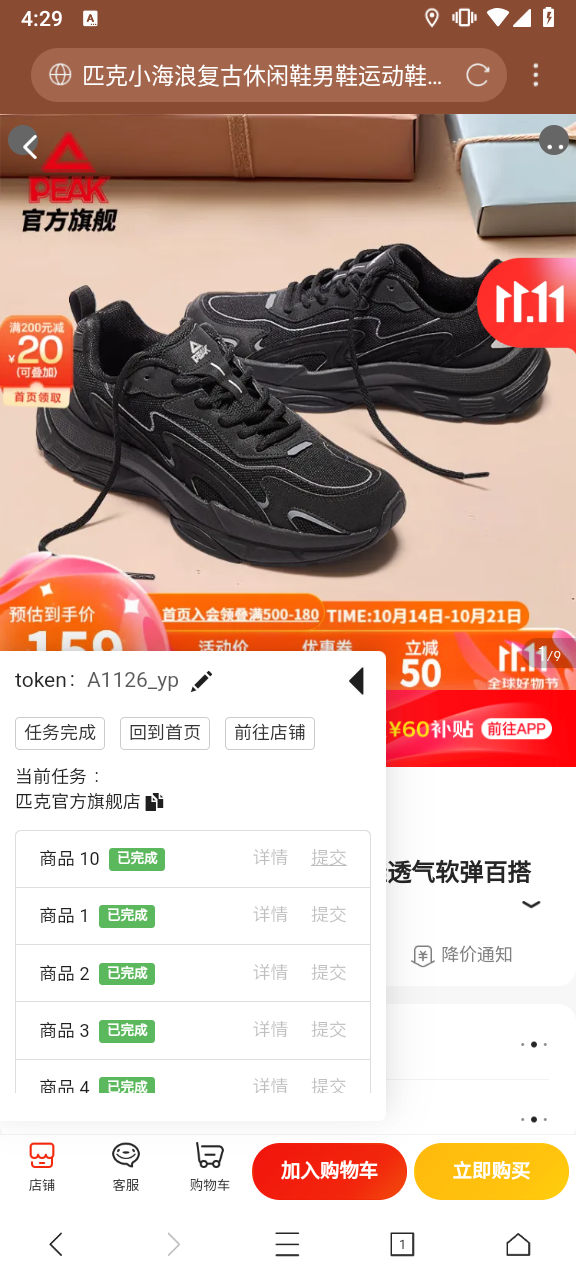 4:29
A
匹克小海浪复古休闲鞋男鞋运动鞋...
PEAK
官方旗舰
11.11
满200元减
¥20
(可叠加)
首页领取
PEAK
预估到手价
首页入会领叠满500-180
TIME:10月14日-10月21日
159
活动价
优惠券
立减
50
11.11
全球好物节
1/9
token: A1126_yp
¥60补贴
前往APP
任务完成
回到首页
前往店铺
当前任务：
匹克官方旗舰店
商品 10 已完成 详情 提交
透气软弹百搭
商品 1 已完成 详情 提交
降价通知
商品 2 已完成 详情 提交
商品 3 已完成 详情 提交
商品 4 已完成 详情 提交
店铺
客服
购物车
加入购物车
立即购买
1